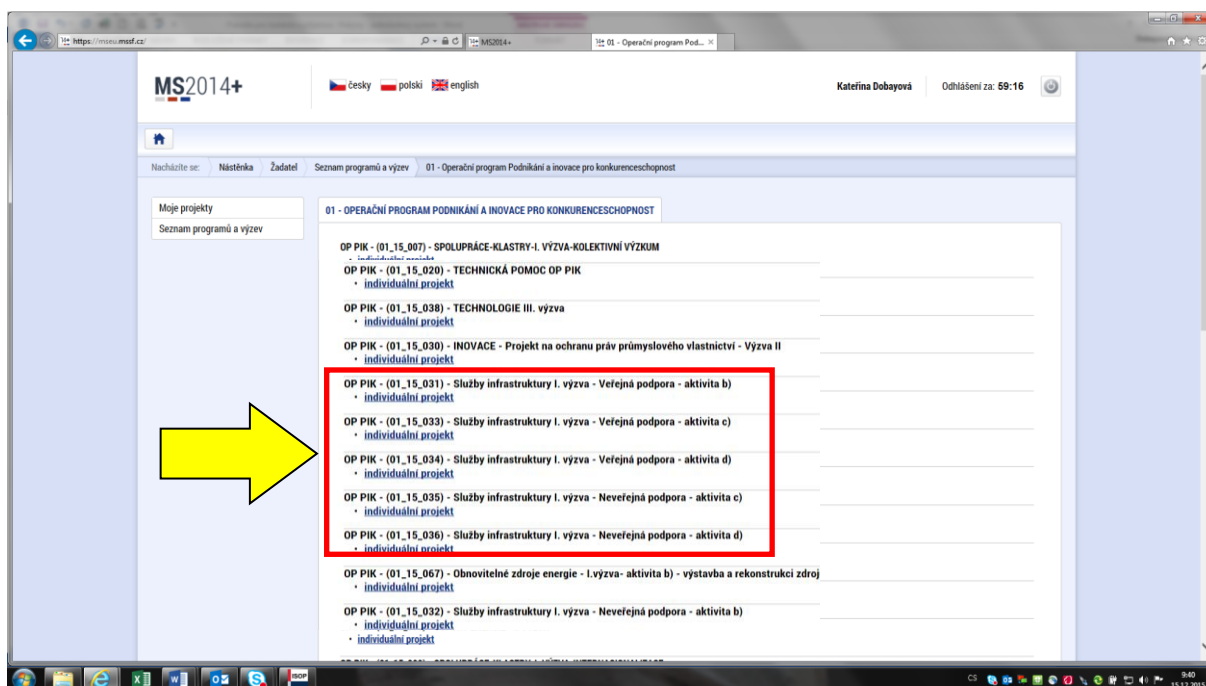 https://mseu.mssf.cz/
MS2014+
01 - Operační program Pod...
MS2014+
česky polski english
Kateřina Dobayová
Odhlášení za: 59:16
Nacházíte se: Nástěnka Žadatel Seznam programů a výzev 01 - Operační program Podnikání a inovace pro konkurenceschopnost
Moje projekty
Seznam programů a výzev
01 - OPERAČNÍ PROGRAM PODNIKÁNÍ A INOVACE PRO KONKURENCESCHOPNOST
OP PIK - (01_15_007) - SPOLUPRÁCE-KLASTRY-I. VÝZVA-KOLEKTIVNÍ VÝZKUM
OP PIK - (01_15_020) - TECHNICKÁ POMOC OP PIK
• individuální projekt
OP PIK - (01_15_038) - TECHNOLOGIE III. výzva
• individuální projekt
OP PIK - (01_15_030) - INOVACE - Projekt na ochranu práv průmyslového vlastnictví - Výzva II
• individuální projekt
OP PIK - (01_15_031) - Služby infrastruktury I. výzva - Veřejná podpora - aktivita b)
• individuální projekt
OP PIK - (01_15_033) - Služby infrastruktury I. výzva - Veřejná podpora - aktivita c)
• individuální projekt
OP PIK - (01_15_034) - Služby infrastruktury I. výzva - Veřejná podpora - aktivita d)
• individuální projekt
OP PIK - (01_15_035) - Služby infrastruktury I. výzva - Neveřejná podpora - aktivita c)
• individuální projekt
OP PIK - (01_15_036) - Služby infrastruktury I. výzva - Neveřejná podpora - aktivita d)
• individuální projekt
OP PIK - (01_15_067) - Obnovitelné zdroje energie - I.výzva- aktivita b) - výstavba a rekonstrukci zdroj
• individuální projekt
OP PIK - (01_15_032) - Služby infrastruktury I. výzva - Neveřejná podpora - aktivita b)
• individuální projekt
• individuální projekt
ISOP
CS
9:40
15.12.2015